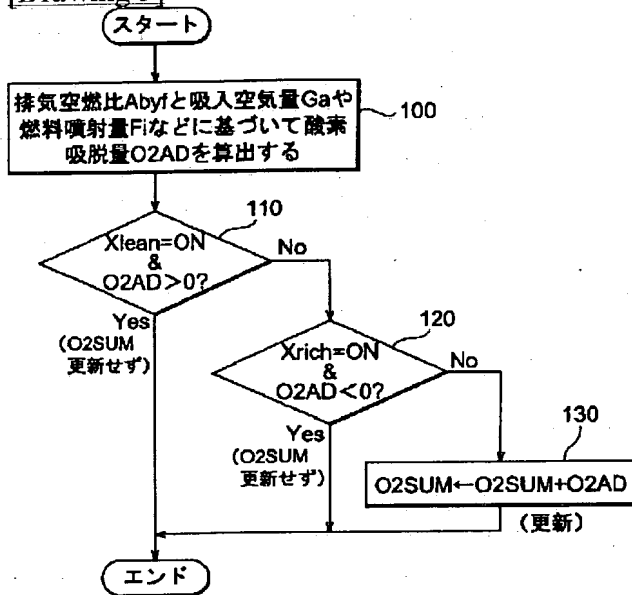 スタート
排気空燃比Abyfと吸入空気量Gaや
燃料噴射量Fiなどに基づいて酸素
吸脱量O2ADを算出する
100
110
Xlean=ON
&
O2AD>0?
No
Yes
(O2SUM
更新せず)
120
Xrich=ON
&
O2AD<0?
No
Yes
(O2SUM
更新せず)
130
O2SUM←O2SUM+O2AD
(更新)
エンド